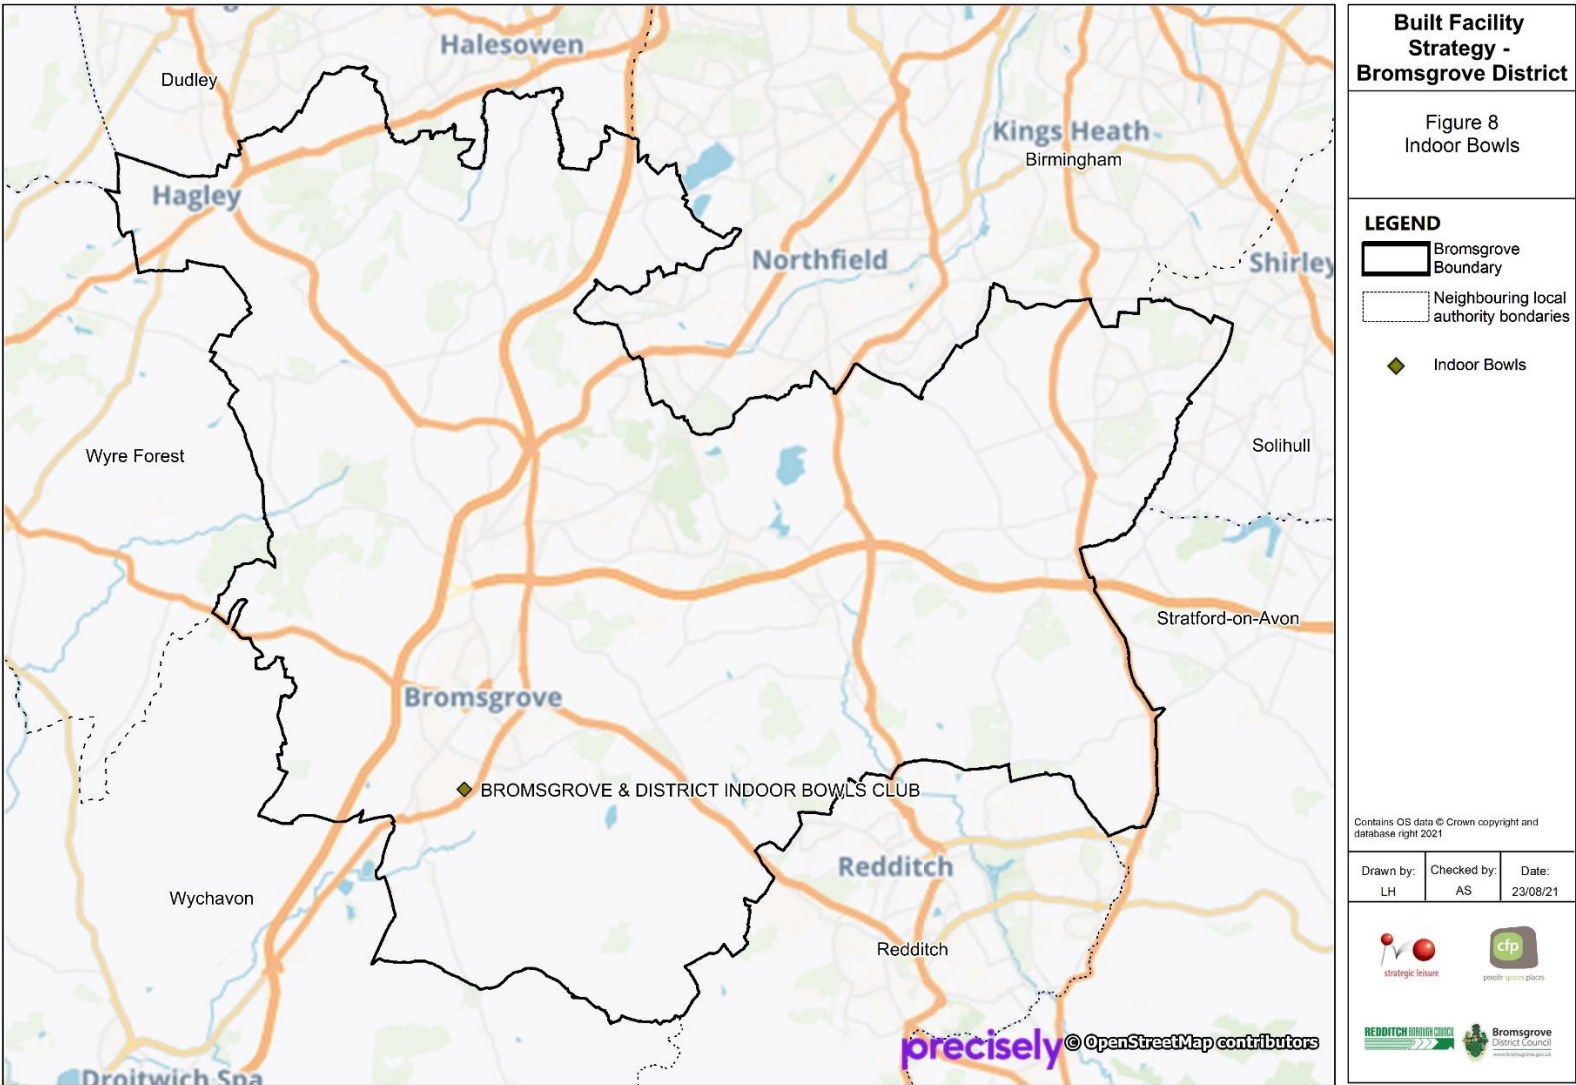 Halesowen
Dudley
Kings Heath
Birmingham
Hagley
Northfield
Shirley
Wyre Forest
Solihull
Stratford-on-Avon
Bromsgrove
BROMSGROVE & DISTRICT INDOOR BOWLS CLUB
Redditch
Wychavon
Redditch
Droitwich Spa
precisely © OpenStreetMap contributors
Built Facility
Strategy -
Bromsgrove District
Figure 8
Indoor Bowls
LEGEND
Bromsgrove
Boundary
Neighbouring local
authority bondaries
Indoor Bowls
Contains OS data © Crown copyright and
database right 2021
Drawn by:
LH
Checked by:
AS
Date:
23/08/21
strategic leisure
cfp
people spaces places
REDDITCH BOROUGH COUNCIL
Bromsgrove
District Council
www.bromsgrove.gov.uk